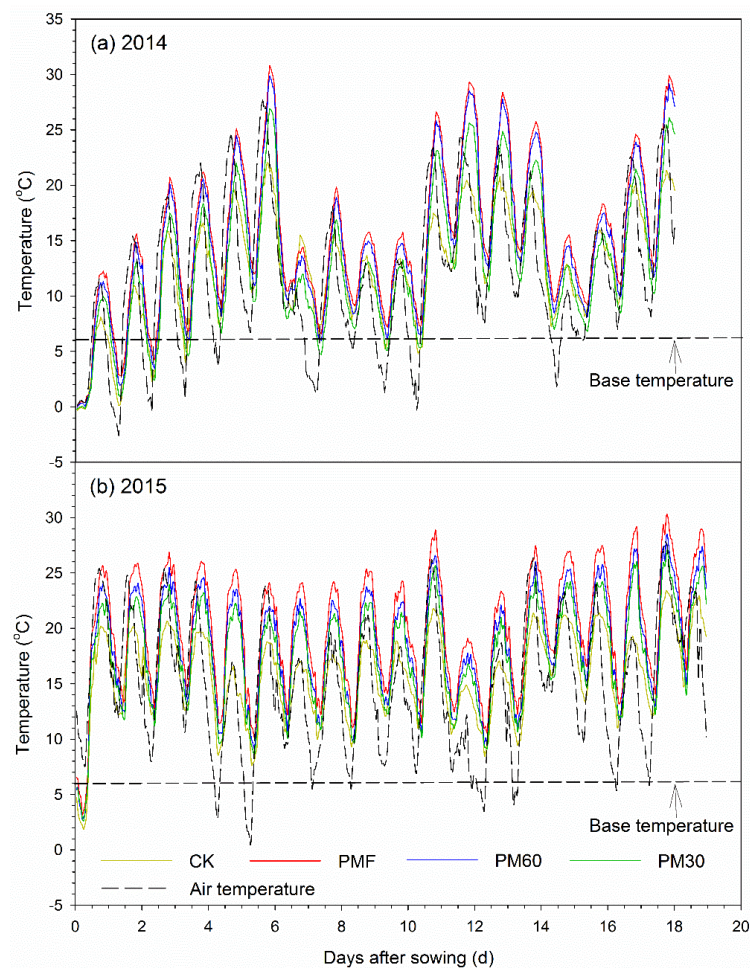 35
(a) 2014
30
25
20
15
10
5
0
-5
Temperature (°C)
Base temperature
(b) 2015
30
25
20
15
10
5
0
-5
Temperature (°C)
Base temperature
CK PMF PM60 PM30
Air temperature
0 2 4 6 8 10 12 14 16 18 20
Days after sowing (d)